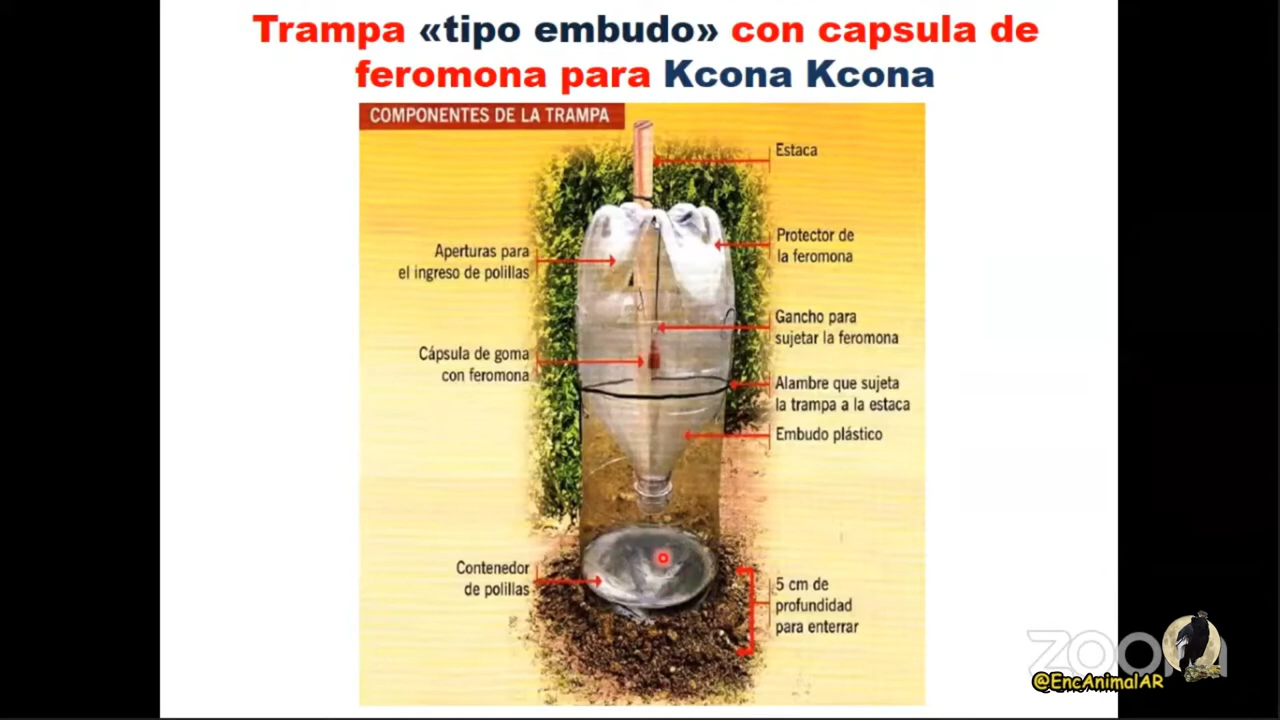 Trampa «tipo embudo» con capsula de
feromona para Kcona Kcona
COMPONENTES DE LA TRAMPA
Estaca
Protector de
la feromona
Aperturas para
el ingreso de polillas
Gancho para
sujetar la feromona
Cápsula de goma
con feromona
Alambre que sujeta
la trampa a la estaca
Embudo plástico
Contenedor
de polillas
5 cm de
profundidad
para enterrar
zoom
@EncAnimalAR